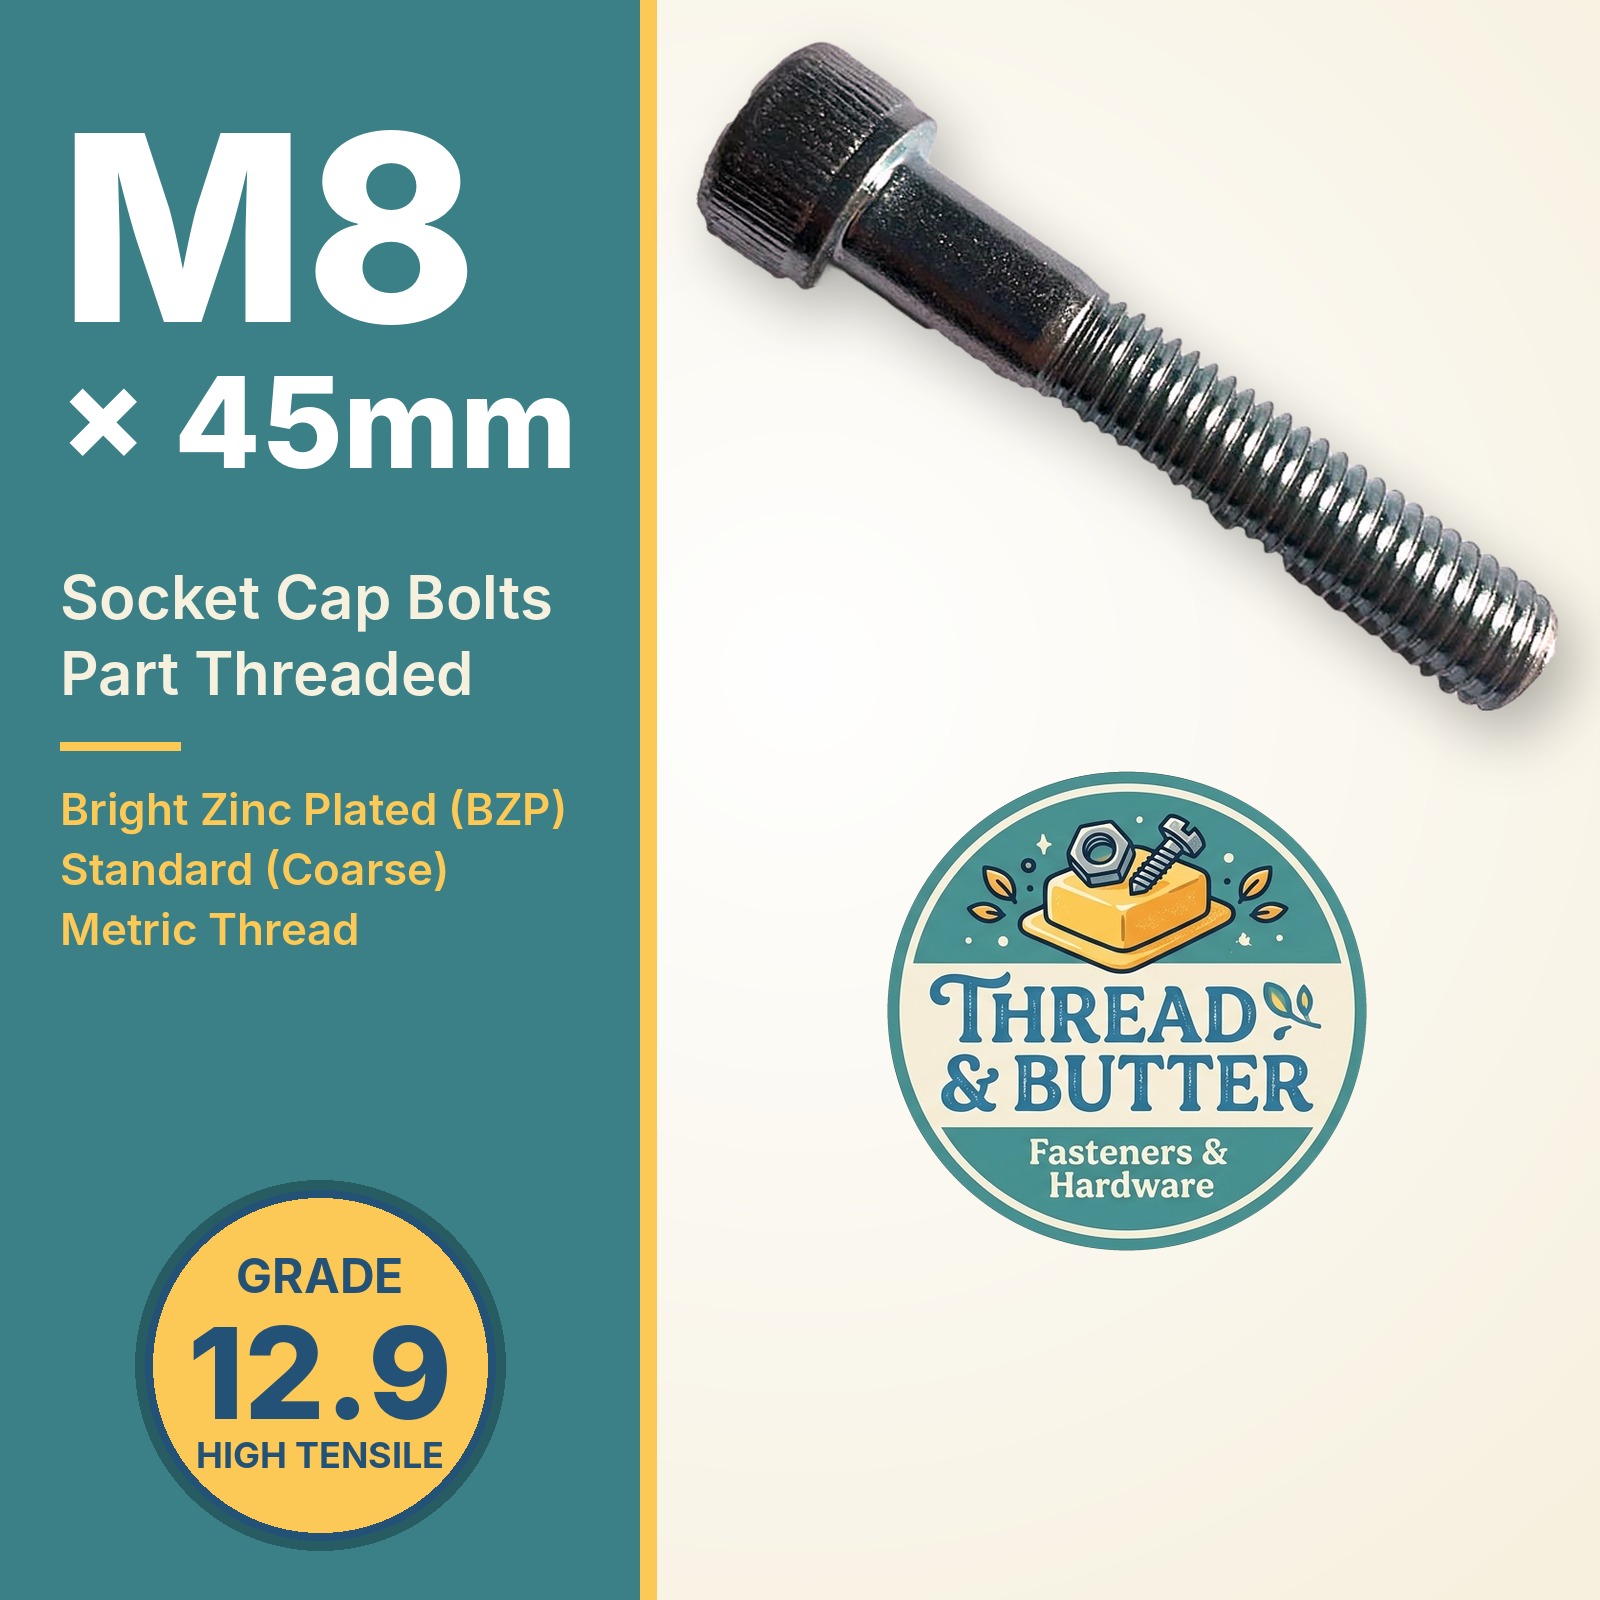 M8
× 45mm
Socket Cap Bolts
Part Threaded
Bright Zinc Plated (BZP)
Standard (Coarse)
Metric Thread
GRADE
12.9
HIGH TENSILE
THREAD
& BUTTER
Fasteners &
Hardware